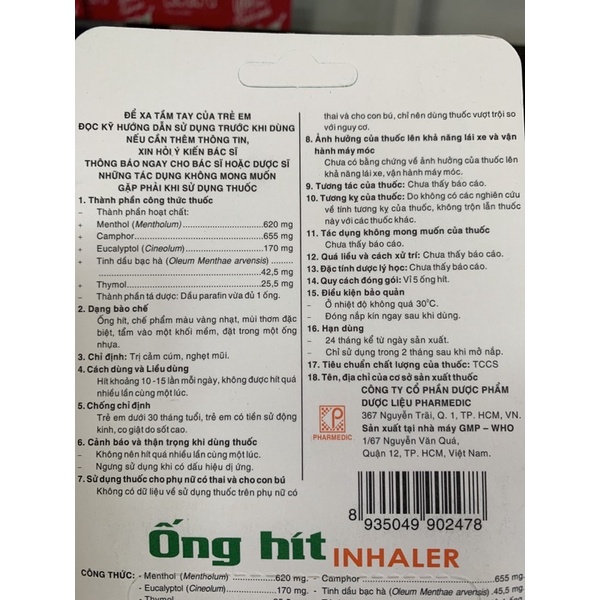 ĐỂ XA TẦM TAY CỦA TRẺ EM
ĐỌC KỸ HƯỚNG DẪN SỬ DỤNG TRƯỚC KHI DÙNG
NẾU CẦN THÊM THÔNG TIN,
XIN HỎI Ý KIẾN BÁC SĨ
THÔNG BÁO NGAY CHO BÁC SĨ HOẶC DƯỢC SĨ
NHỮNG TÁC DỤNG KHÔNG MONG MUỐN
GẶP PHẢI KHI SỬ DỤNG THUỐC
1. Thành phần công thức thuốc
– Thành phần hoạt chất:
+ Menthol (Mentholum) 620 mg
+ Camphor 655 mg
+ Eucalyptol (Cineolum) 170 mg
+ Tinh dầu bạc hà (Oleum Menthae arvensis)
42,5 mg
+ Thymol 25,5 mg
– Thành phần tá dược: Dầu parafin vừa đủ 1 ống.
2. Dạng bào chế
Ống hít, chế phẩm màu vàng nhạt, mùi thơm đặc
biệt, tẩm vào một khối mềm, đặt trong một ống
nhựa.
3. Chỉ định: Trị cảm cúm, nghẹt mũi.
4. Cách dùng và Liều dùng
Hít khoảng 10 -15 lần mỗi ngày, không được hít quá
nhiều lần cùng một lúc.
5. Chống chỉ định
Trẻ em dưới 30 tháng tuổi, trẻ em có tiền sử động
kinh, co giật do sốt cao.
6. Cảnh báo và thận trọng khi dùng thuốc
– Không nên hít quá nhiều lần cùng một lúc.
– Ngưng sử dụng khi có dấu hiệu dị ứng.
7. Sử dụng thuốc cho phụ nữ có thai và cho con bú
Không có dữ liệu về sử dụng thuốc trên phụ nữ có
thai và cho con bú, chỉ nên dùng thuốc vượt trội so
với nguy cơ.
8. Ảnh hưởng của thuốc lên khả năng lái xe và vận
hành máy móc
Chưa có bằng chứng về ảnh hưởng của thuốc lên
khả năng lái xe, vận hành máy móc.
9. Tương tác của thuốc: Chưa thấy báo cáo.
10. Tương kỵ của thuốc: Do không có các nghiên cứu
về tính tương kỵ của thuốc, không trộn lẫn thuốc
này với các thuốc khác.
11. Tác dụng không mong muốn của thuốc
Chưa thấy báo cáo.
12. Quá liều và cách xử trí: Chưa thấy báo cáo.
13. Đặc tính dược lý học: Chưa thấy báo cáo.
14. Quy cách đóng gói: Vỉ 5 ống hít.
15. Điều kiện bảo quản
– Ở nhiệt độ không quá 30°C.
– Đóng nắp kín ngay sau khi dùng.
16. Hạn dùng
– 24 tháng kể từ ngày sản xuất.
– Chỉ sử dụng trong 2 tháng sau khi mở nắp.
17. Tiêu chuẩn chất lượng của thuốc: TCCS
18. Tên, địa chỉ của cơ sở sản xuất thuốc
CÔNG TY CỔ PHẦN DƯỢC PHẨM
DƯỢC LIỆU PHARMEDIC
367 Nguyễn Trãi, Q. 1, TP. HCM, VN.
Sản xuất tại nhà máy GMP – WHO
1/67 Nguyễn Văn Quá,
Quận 12, TP. HCM, Việt Nam.
PHARMEDIC
8 935049 902478
Ống hít INHALER
CÔNG THỨC: - Menthol (Mentholum) 620 mg. - Camphor 655 mg.
- Eucalyptol (Cineolum) 170 mg. - Tinh dầu bạc hà (Oleum Menthae arvensis) 45,5 mg.
- Thymol